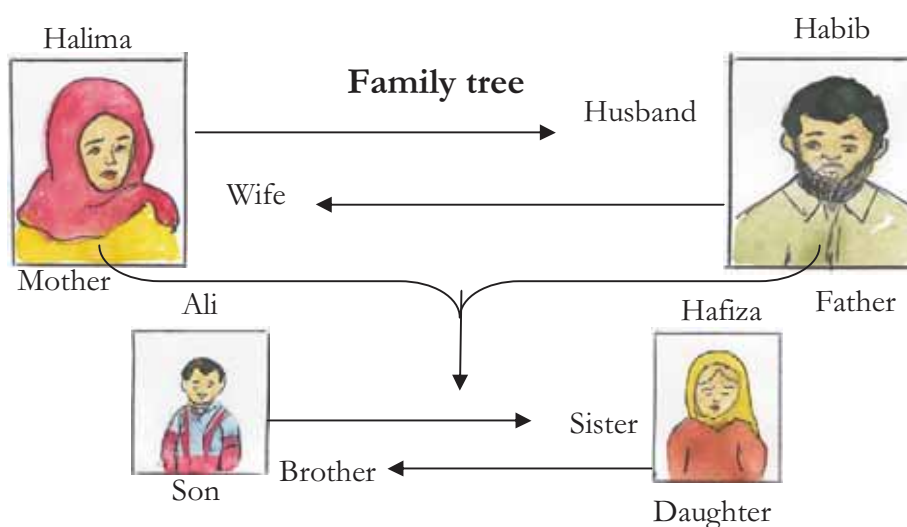 Halima
Habib
Family tree
Husband
Wife
Mother
Father
Ali
Hafiza
Sister
Brother
Son
Daughter